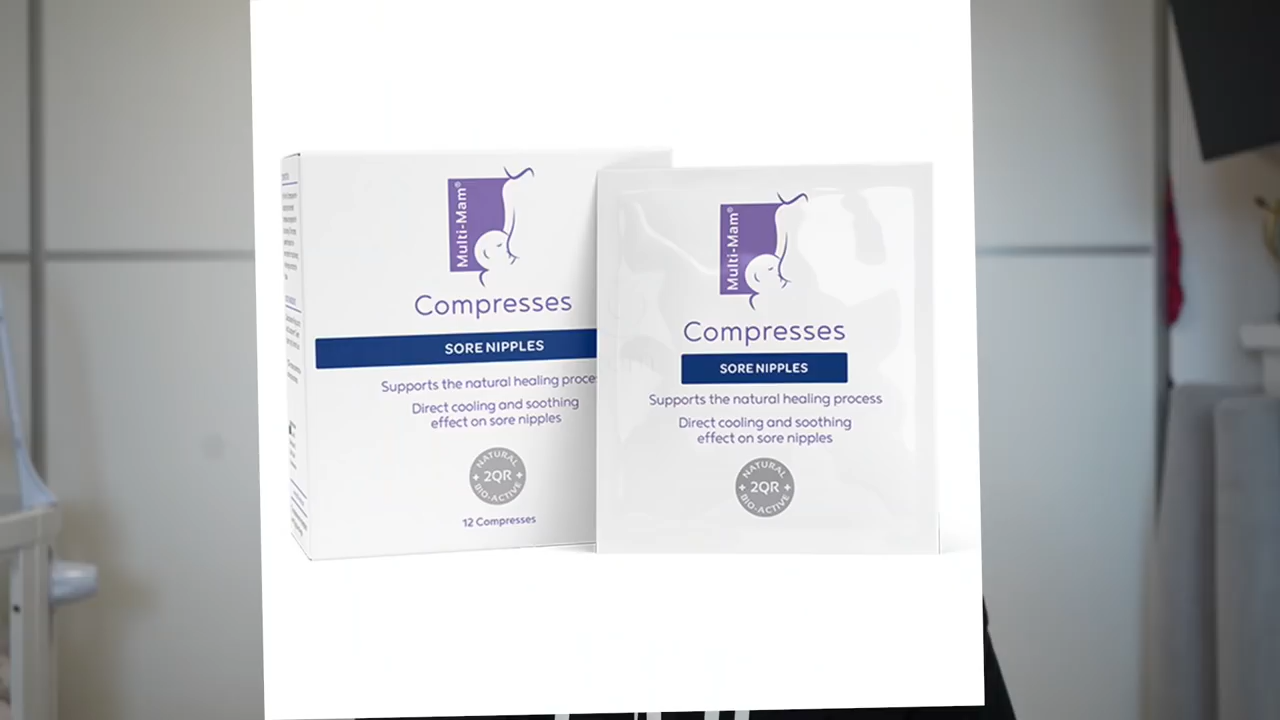 Multi-Mam®
Compresses
SORE NIPPLES
Supports the natural healing
Direct cooling and soothing
effect on sore nipples
NATURAL
2QR
BIO-ACTIVE
12 Compresses
Multi-Mam®
Compresses
SORE NIPPLES
Supports the natural healing process
Direct cooling and soothing
effect on sore nipples
NATURAL
2QR
BIO-ACTIVE